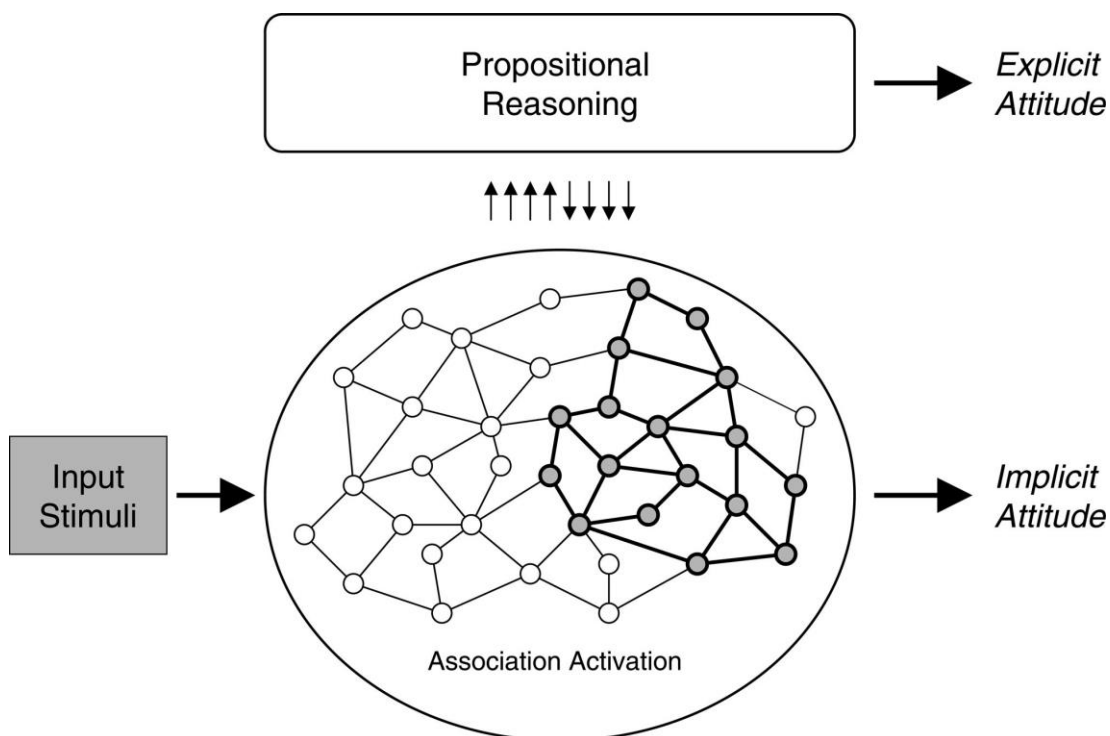 Propositional
Reasoning
Explicit
Attitude
Input
Stimuli
Implicit
Attitude
Association Activation